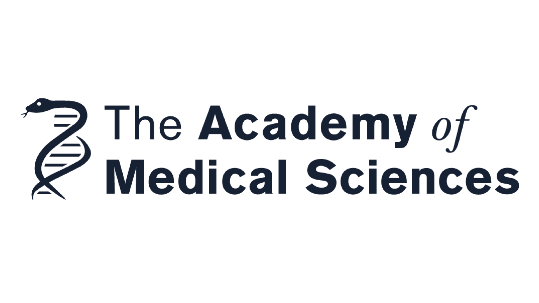 The Academy of
Medical Sciences